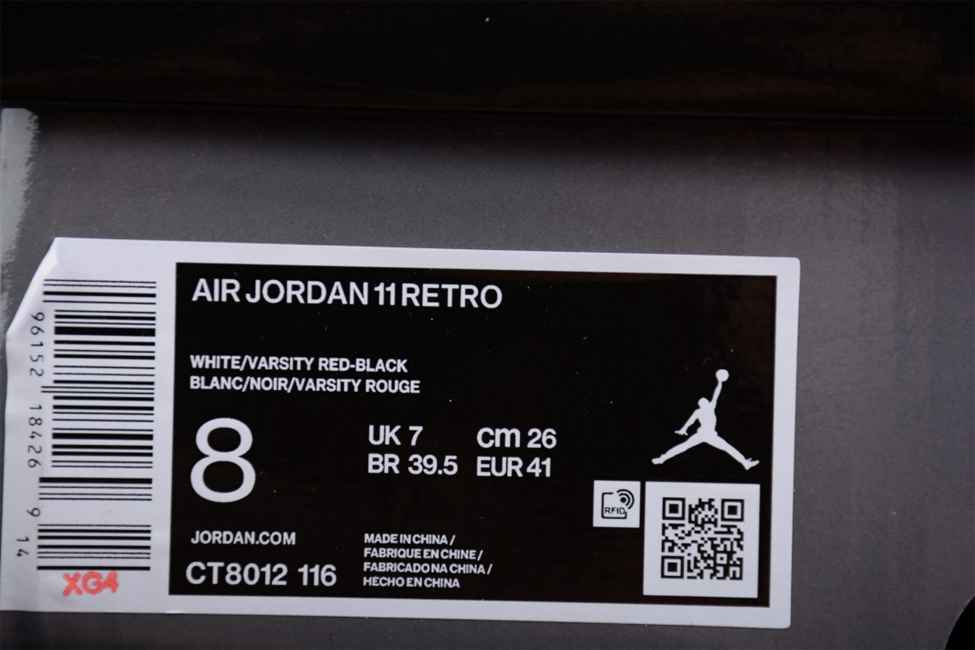 AIR JORDAN 11 RETRO
WHITE/VARSITY RED-BLACK
BLANC/NOIR/VARSITY ROUGE
8
UK 7 cm 26
BR 39.5 EUR 41
JORDAN.COM
CT8012 116
MADE IN CHINA /
FABRIQUE EN CHINE /
FABRICADO NA CHINA /
HECHO EN CHINA
RFID
96152 18426 9 14
XG4